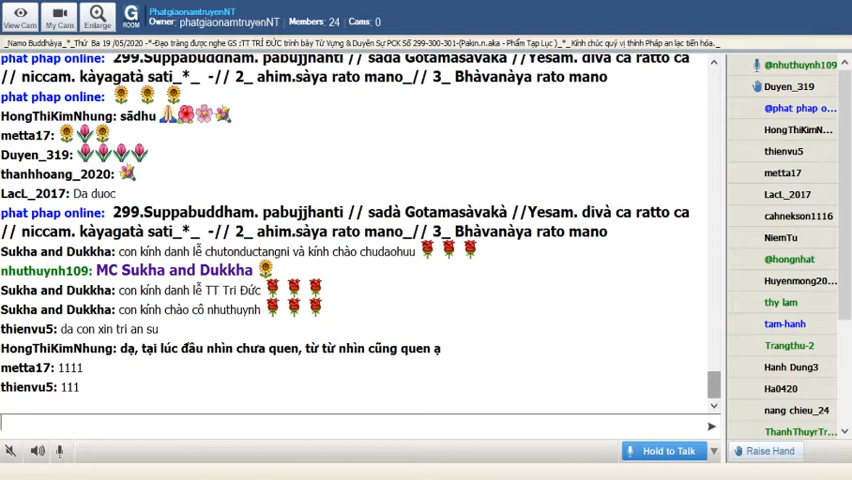 View Cam
My Cam
Enlarge
G
ROOM
PhatgiaonamtruyenNT
Owner: phatgiaonamtruyenNT | Members: 24 | Cams: 0
_Namo Buddhàya_*_Thứ Ba 19 /05/2020 -*-Đạo tràng được nghe GS :TT TRÍ ĐỨC trình bày Từ Vựng & Duyên Sự PCK Số 299-300-301-(Pakin.n.aka - Phẩm Tạp Lục )_*_ Kính chúc quý vị thính Pháp an lạc tiến hóa._
phat phap online: 299.Suppabuddham. pabujjhanti // sadà Gotamasàvakà //Yesam. divà ca ratto ca
// niccam. kàyagatà sati_*_ -// 2_ ahim.sàya rato mano_// 3_ Bhàvanàya rato mano
phat phap online:
HongThiKimNhung: sādhu
metta17:
Duyen_319:
thanhhoang_2020:
LacL_2017: Da duoc
phat phap online: 299.Suppabuddham. pabujjhanti // sadà Gotamasàvakà //Yesam. divà ca ratto ca
// niccam. kàyagatà sati_*_ -// 2_ ahim.sàya rato mano_// 3_ Bhàvanàya rato mano
Sukha and Dukkha: con kính danh lễ chutonductangni và kính chào chudaohuu
nhuthuynh109: MC Sukha and Dukkha
Sukha and Dukkha: con kính danh lễ TT Tri Đức
Sukha and Dukkha: con kính chào cô nhuthuynh
thienvu5: da con xin tri an su
HongThiKimNhung: dạ, tại lúc đầu nhìn chưa quen, từ từ nhìn cũng quen ạ
metta17: 1111
thienvu5: 111
@nhuthuynh109
Duyen_319
@phat phap o...
HongThiKimN...
thienvu5
metta17
LacL_2017
cahnekson1116
NiemTu
@hongnhat
Huyenmong20...
thy lam
tam-hanh
Trangthu-2
Hanh Dung3
Ha0420
nang chieu_24
ThanhThuyrTr...
Hold to Talk
Raise Hand